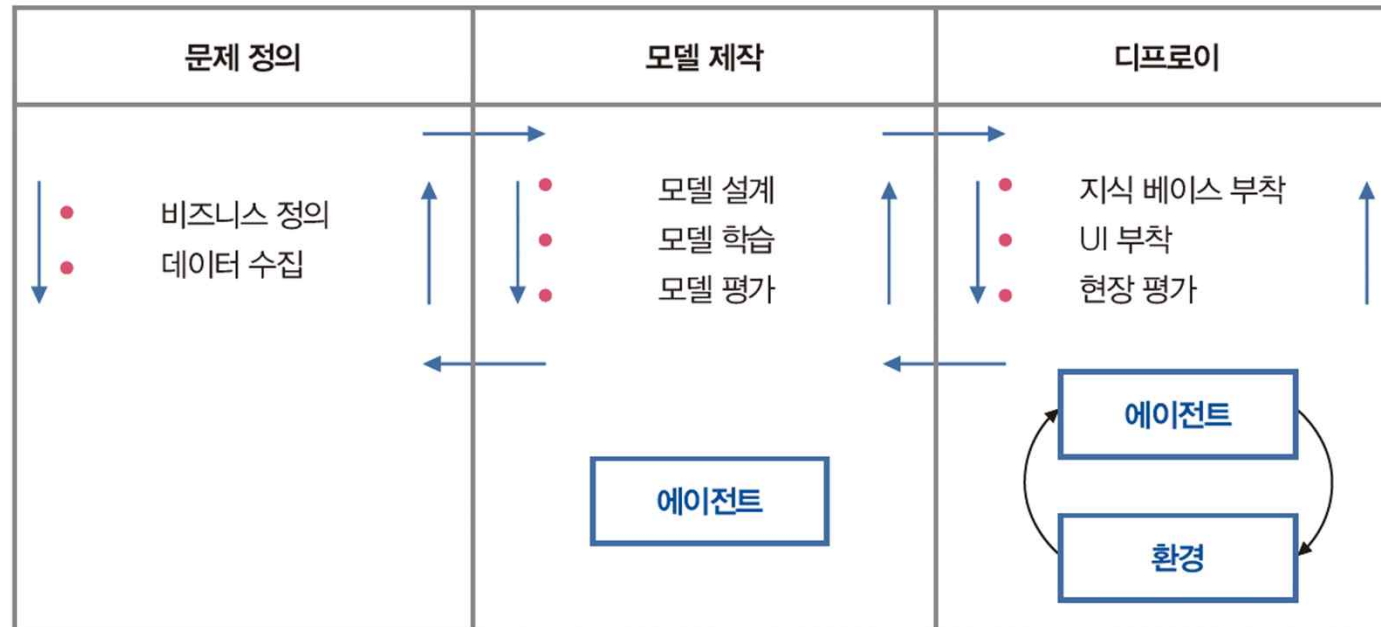 문제 정의
모델 제작
디프로이
비즈니스 정의
데이터 수집
모델 설계
모델 학습
모델 평가
에이전트
지식 베이스 부착
UI 부착
현장 평가
에이전트
환경